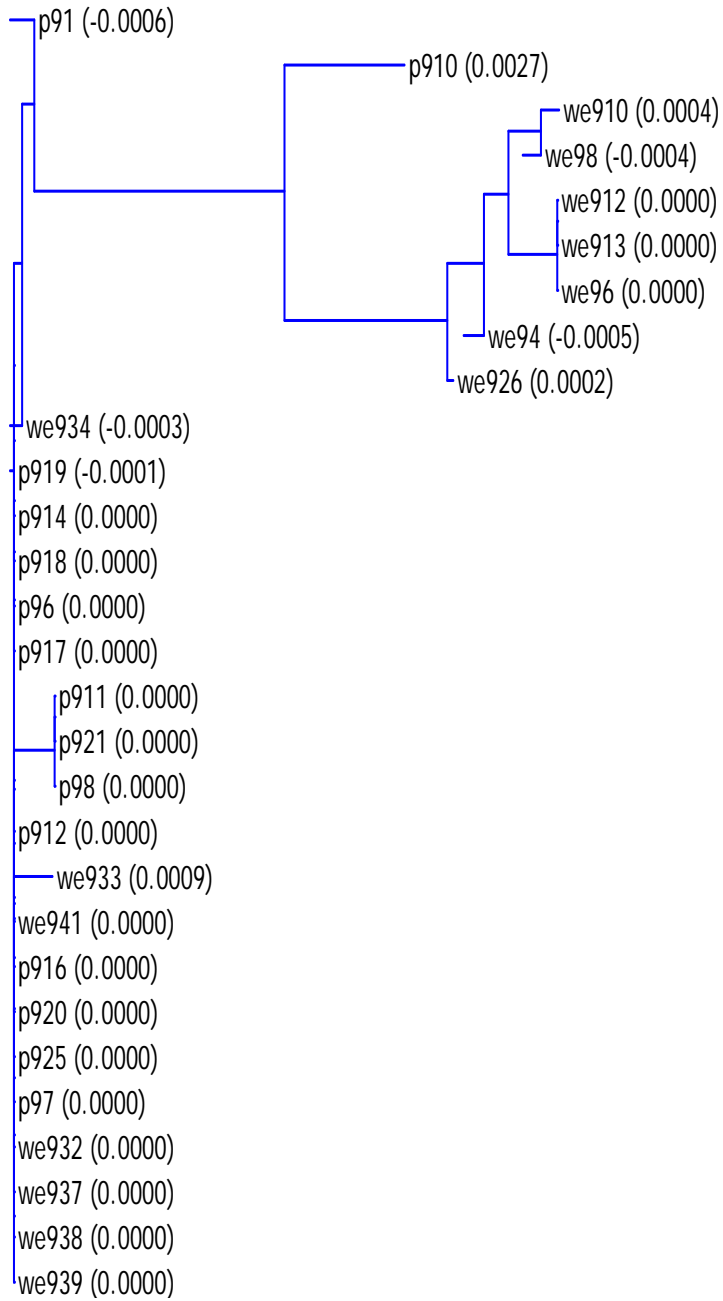 p91 (-0.0006)
p910 (0.0027)
we910 (0.0004)
we98 (-0.0004)
we912 (0.0000)
we913 (0.0000)
we96 (0.0000)
we94 (-0.0005)
we926 (0.0002)
we934 (-0.0003)
p919 (-0.0001)
p914 (0.0000)
p918 (0.0000)
p96 (0.0000)
p917 (0.0000)
p911 (0.0000)
p921 (0.0000)
p98 (0.0000)
p912 (0.0000)
we933 (0.0009)
we941 (0.0000)
p916 (0.0000)
p920 (0.0000)
p925 (0.0000)
p97 (0.0000)
we932 (0.0000)
we937 (0.0000)
we938 (0.0000)
we939 (0.0000)